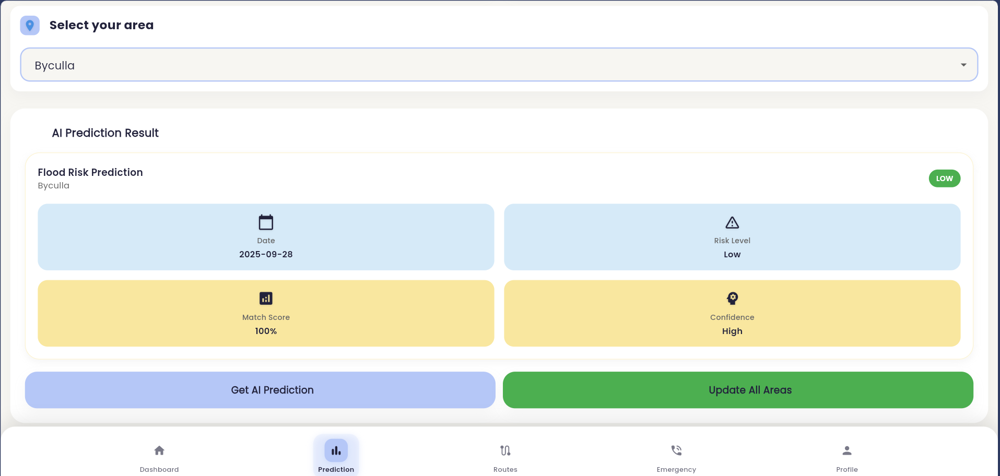 Select your area
Byculla
AI Prediction Result
Flood Risk Prediction
Byculla
LOW
Date
2025-09-28
Risk Level
Low
Match Score
100%
Confidence
High
Get AI Prediction
Update All Areas
Dashboard
Prediction
Routes
Emergency
Profile